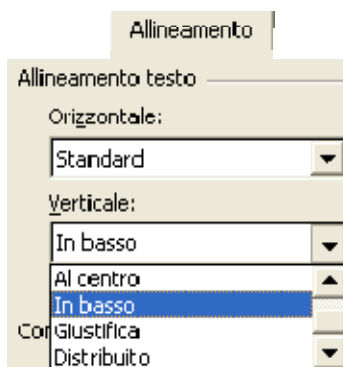 Allineamento
Allineamento testo
Orizzontale:
Standard
Verticale:
In basso
Al centro
In basso
Giustifica
Distribuito